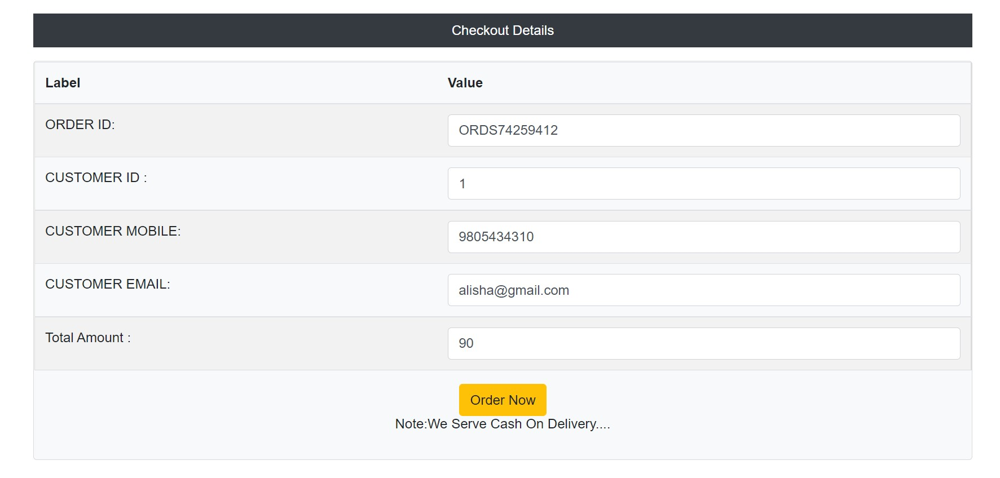 Checkout Details
Label Value
ORDER ID: ORDS74259412
CUSTOMER ID : 1
CUSTOMER MOBILE: 9805434310
CUSTOMER EMAIL: alisha@gmail.com
Total Amount : 90
Order Now
Note:We Serve Cash On Delivery....